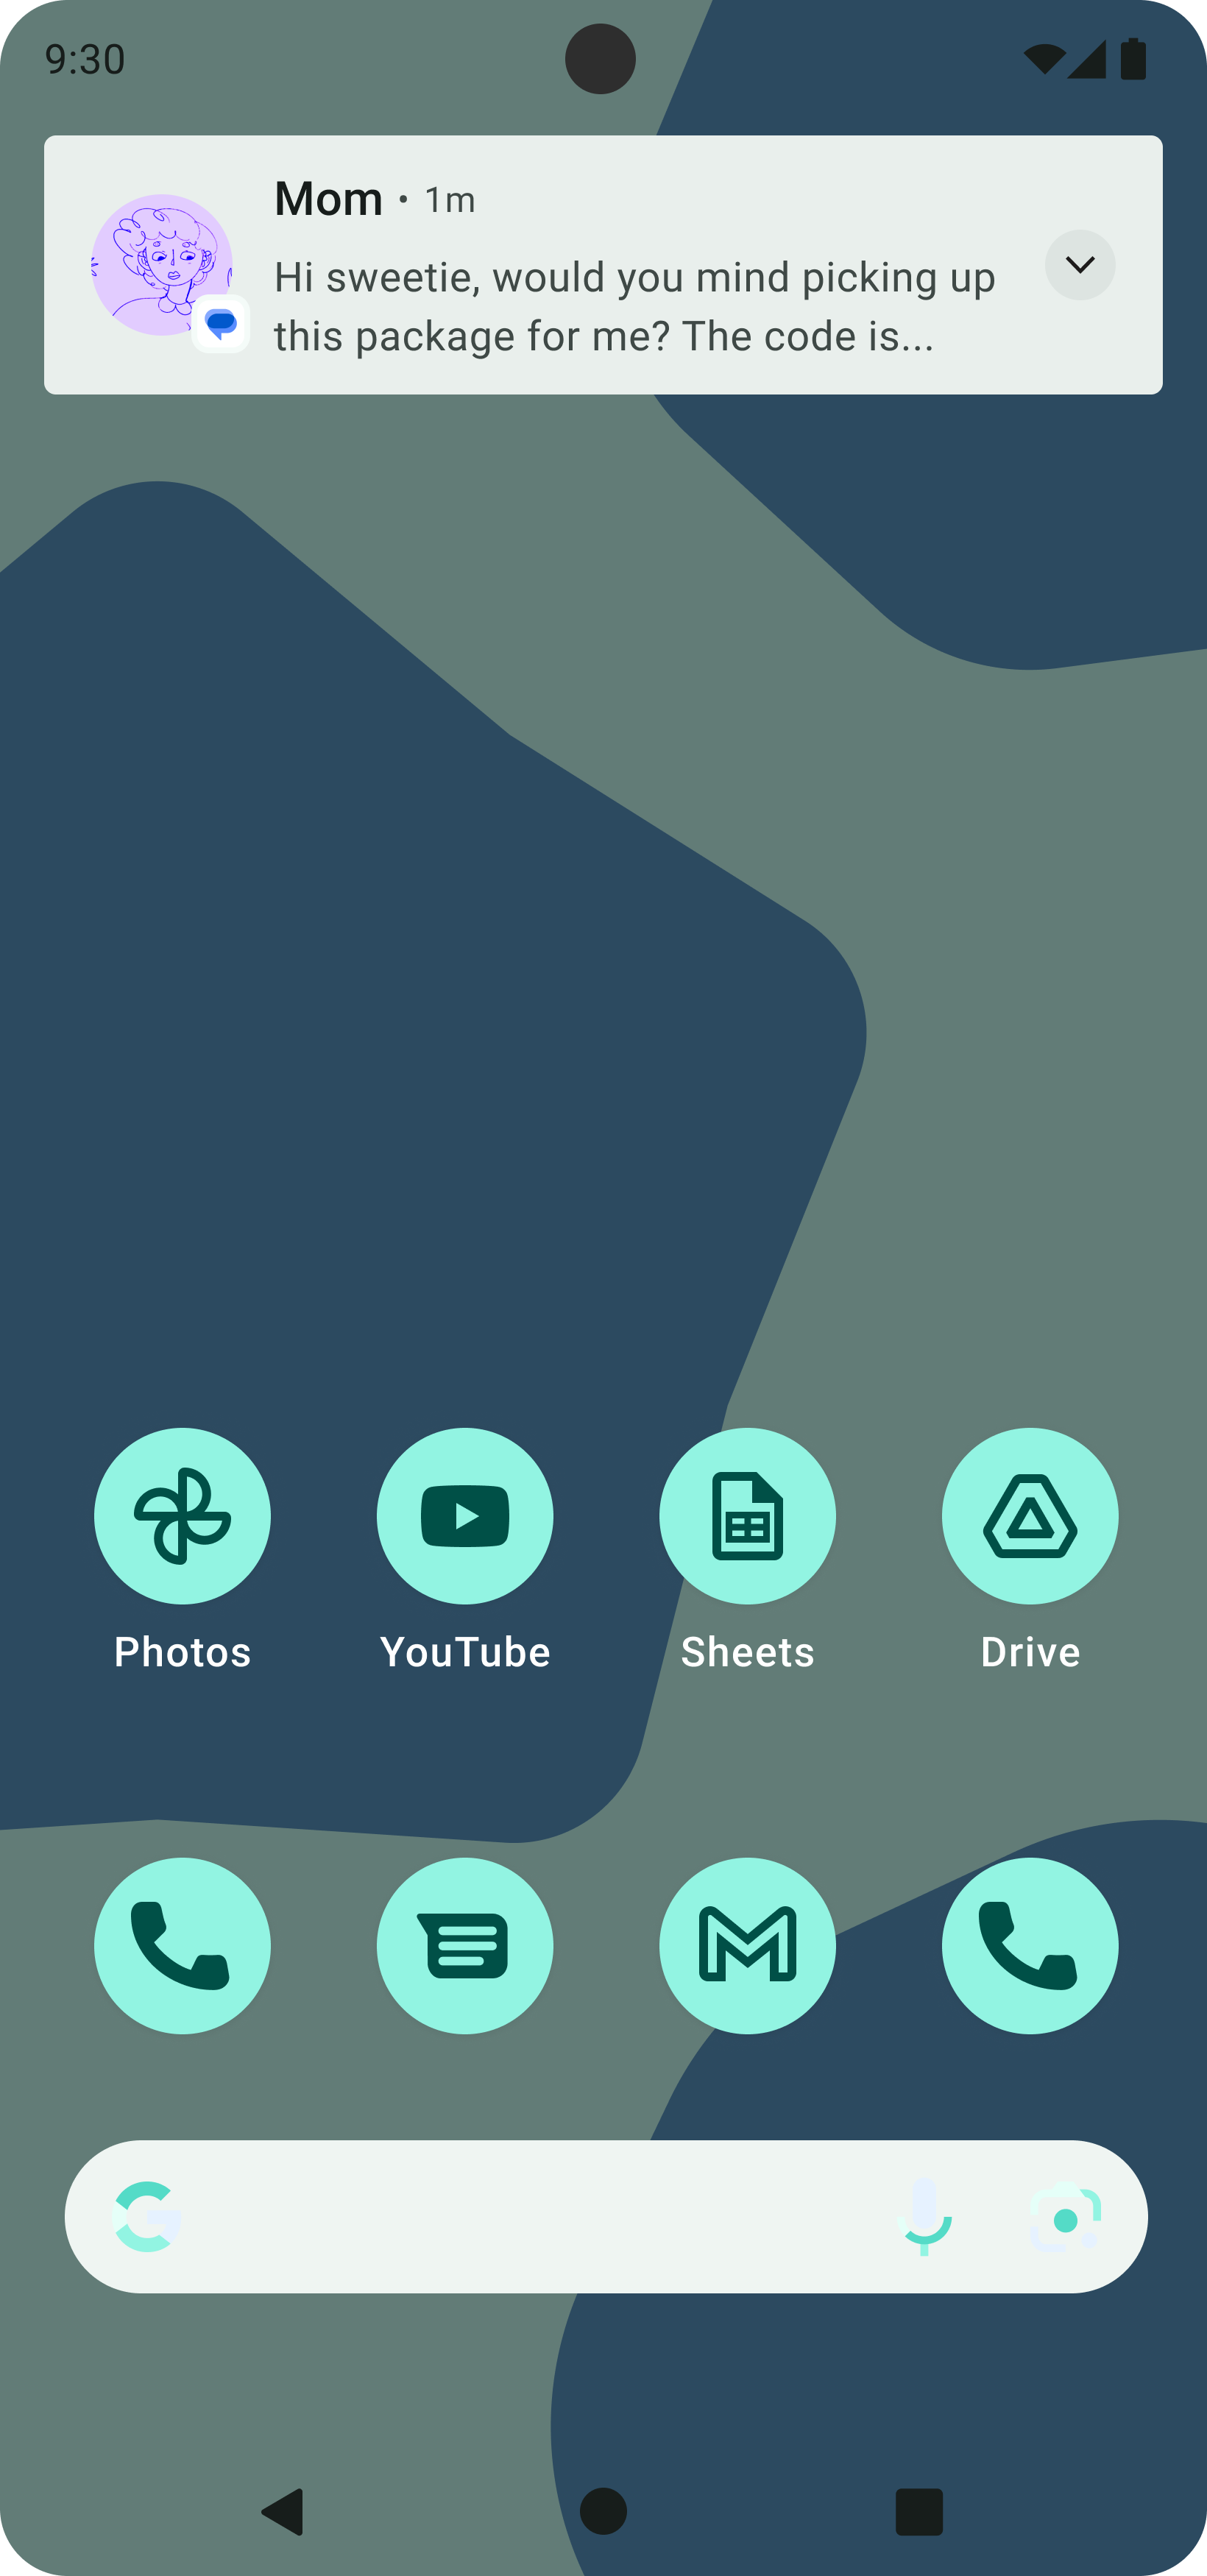 9:30
Mom • 1m
Hi sweetie, would you mind picking up
this package for me? The code is...
Photos YouTube Sheets Drive